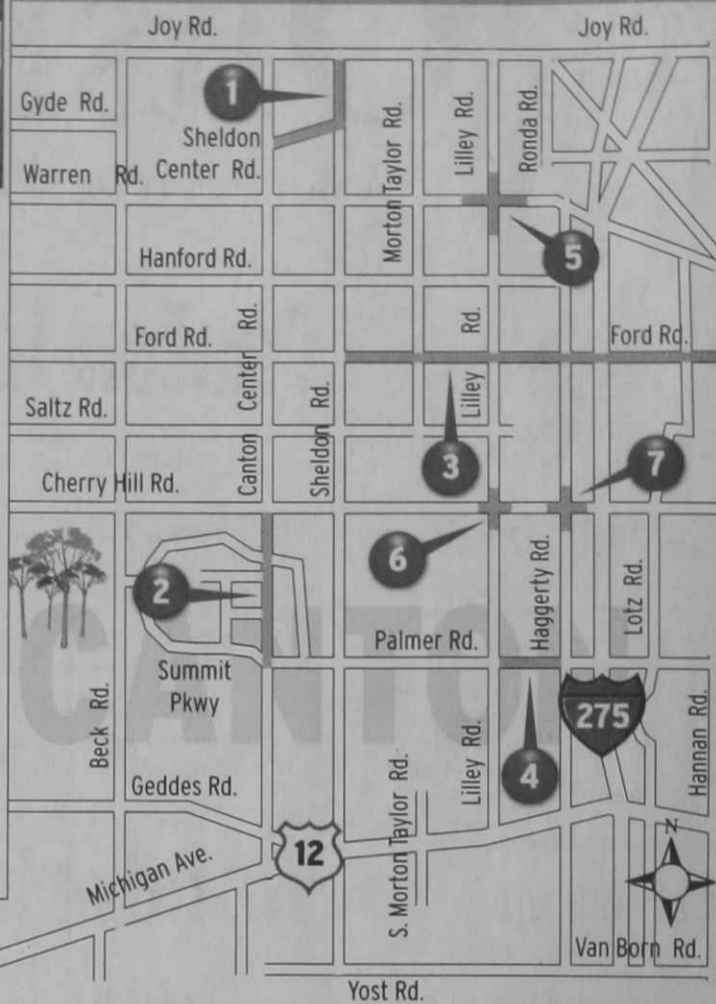 Joy Rd.
Joy Rd.
Gyde Rd.
1
Sheldon
Center Rd.
Warren Rd.
Morton Taylor Rd.
Lilley Rd.
Ronda Rd.
5
Hanford Rd.
Ford Rd.
Canton Center Rd.
Lilley Rd.
Ford Rd.
Saltz Rd.
Sheldon Rd.
3
7
Cherry Hill Rd.
6
2
Haggerty Rd.
Lotz Rd.
CANTON
Palmer Rd.
Summit
Pkwy
Beck Rd.
275
Hannan Rd.
Lilley Rd.
4
Geddes Rd.
S. Morton Taylor Rd.
12
Michigan Ave.
N
Van Born Rd.
Yost Rd.